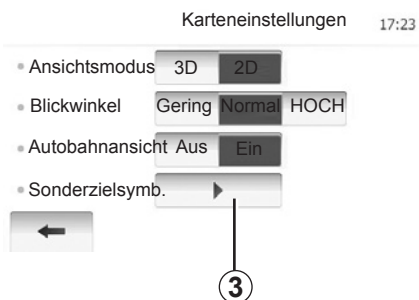 Karteneinstellungen 17:23
Ansichtsmodus 3D 2D
Blickwinkel Gering Normal HOCH
Autobahnansicht Aus Ein
Sonderzielsymb.
3